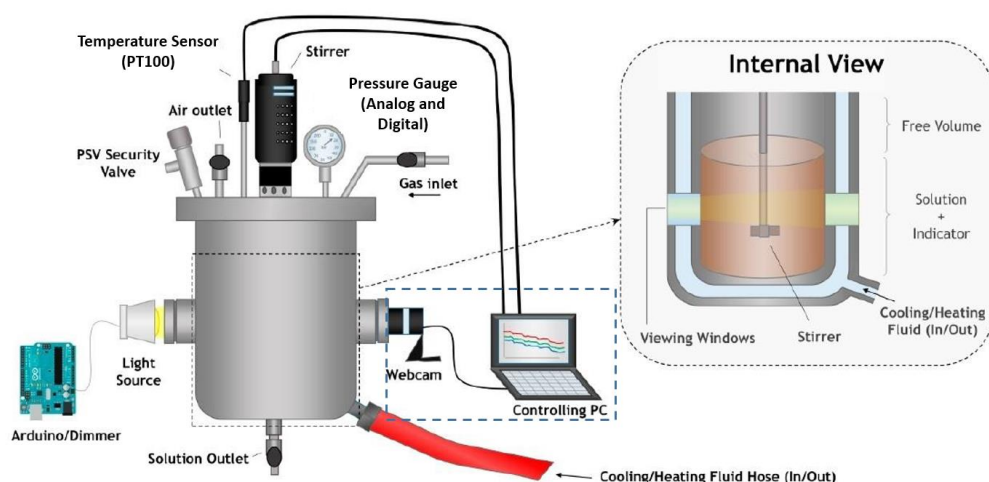 Temperature Sensor
(PT100)
Stirrer
Air outlet
Pressure Gauge
(Analog and
Digital)
PSV Security
Valve
Gas inlet
Light
Source
Arduino/Dimmer
Webcam
Controlling PC
Solution Outlet
Cooling/Heating Fluid Hose (In/Out)
Internal View
Free Volume
Solution
+
Indicator
Viewing Windows
Stirrer
Cooling/Heating
Fluid (In/Out)